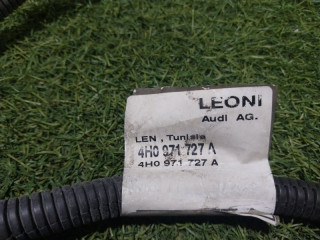 LEONI
Audi AG.
LEN , Tunisia
4H0 971 727 A
4H0 971 727 A